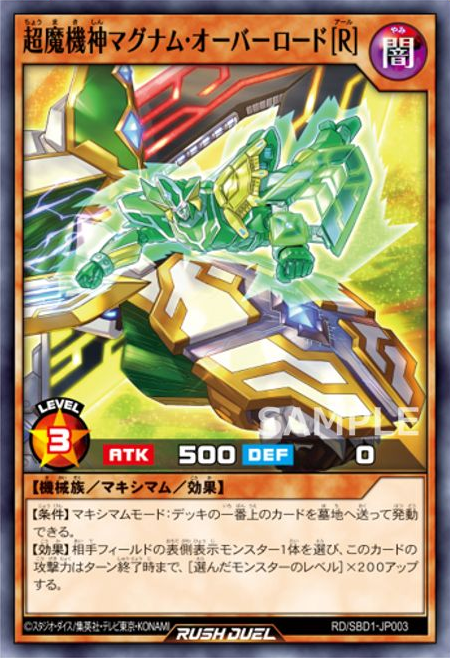 超魔機神マグナム・オーバーロード[R]
闇
SAMPLE
LEVEL
3
ATK 500 DEF 0
【機械族/マキシマム/効果】
【条件】マキシマムモード:デッキの一番上のカードを墓地へ送って発動
できる。
【効果】相手フィールドの表側表示モンスター1体を選び、このカードの
攻撃力はターン終了時まで、[選んだモンスターのレベル]×200アップ
する。
©スタジオ・ダイス/集英社・テレビ東京・KONAMI RUSH DUEL RD/SBD1-JP003